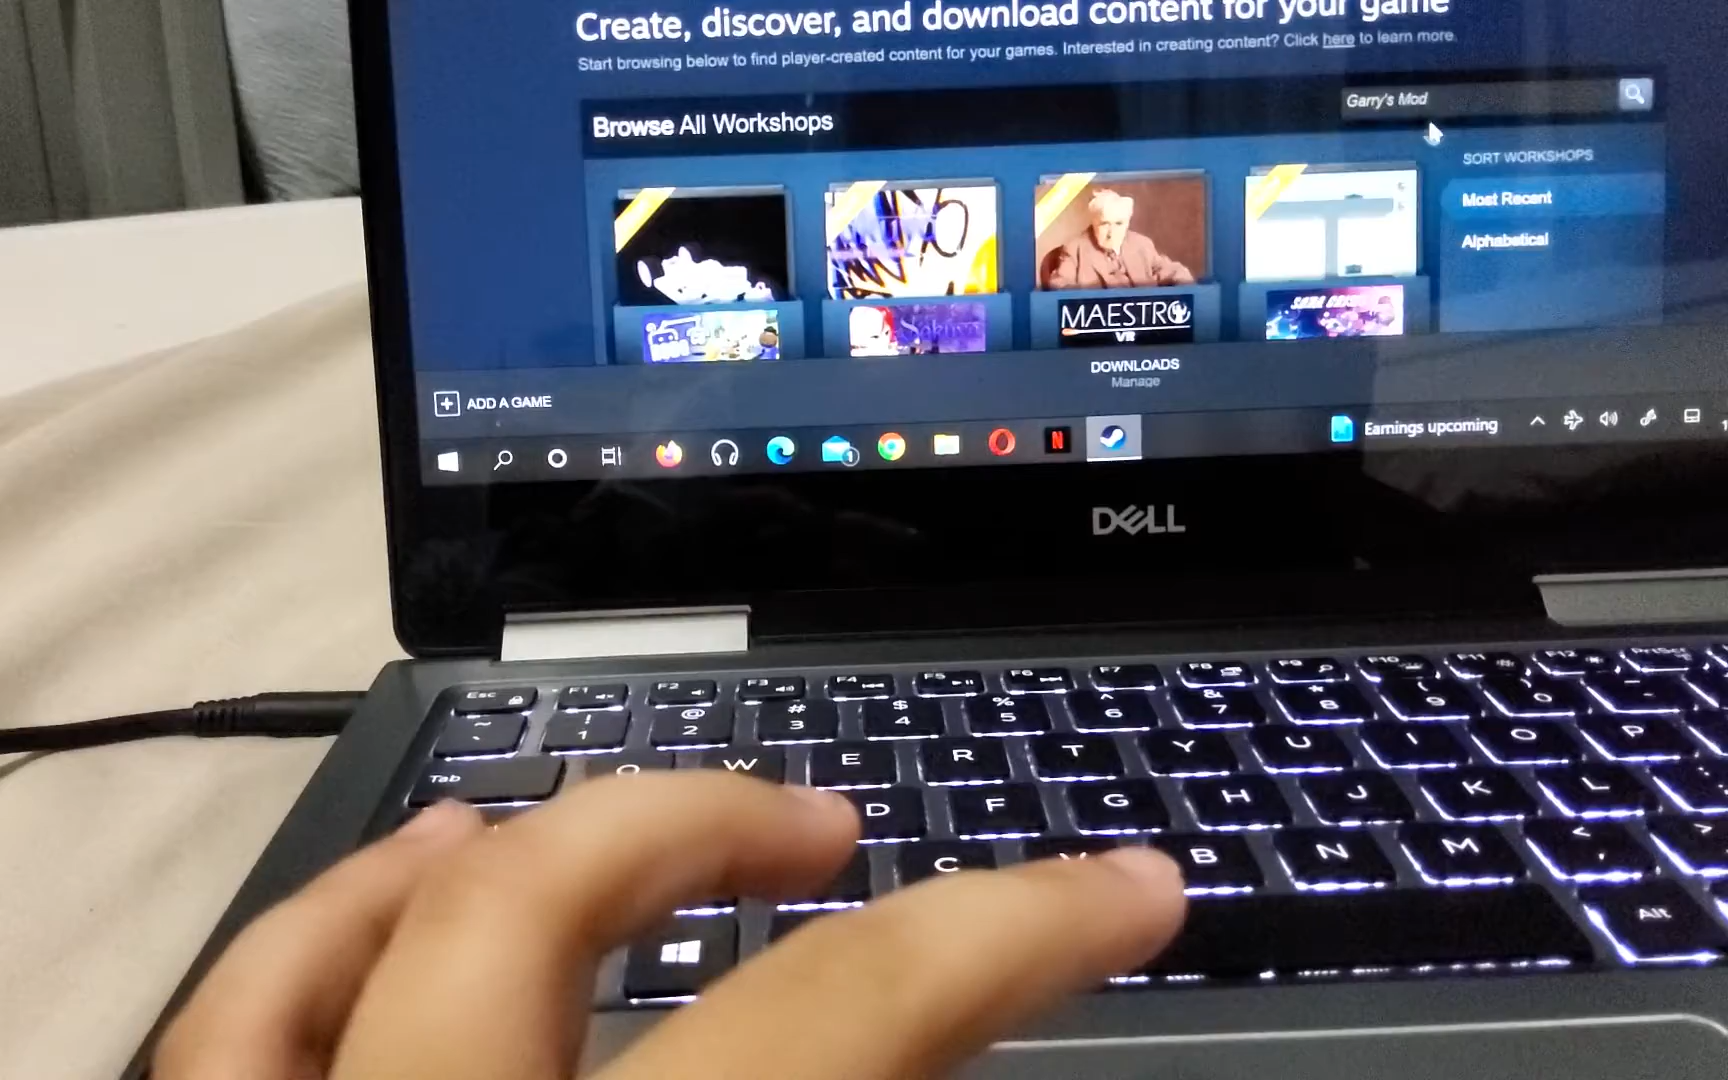 Create, discover, and download content for your game
Start browsing below to find player-created content for your games. Interested in creating content? Click here to learn more.
Garry's Mod
Browse All Workshops
SORT WORKSHOPS
Most Recent
Alphabetical
MAESTRO
VR
DOWNLOADS
Manage
+ ADD A GAME
Earnings upcoming
1
N
DELL
Esc F1 F2 F3 F4 F5 F6 F7 F8 F9 F10 F11 F12 PrtScr
~ ! @ # $ % ^ & * ( )
` 1 2 3 4 5 6 7 8 9 0
Tab W E R T Y U I O P
D F G H J K L
C B N M < >
Alt